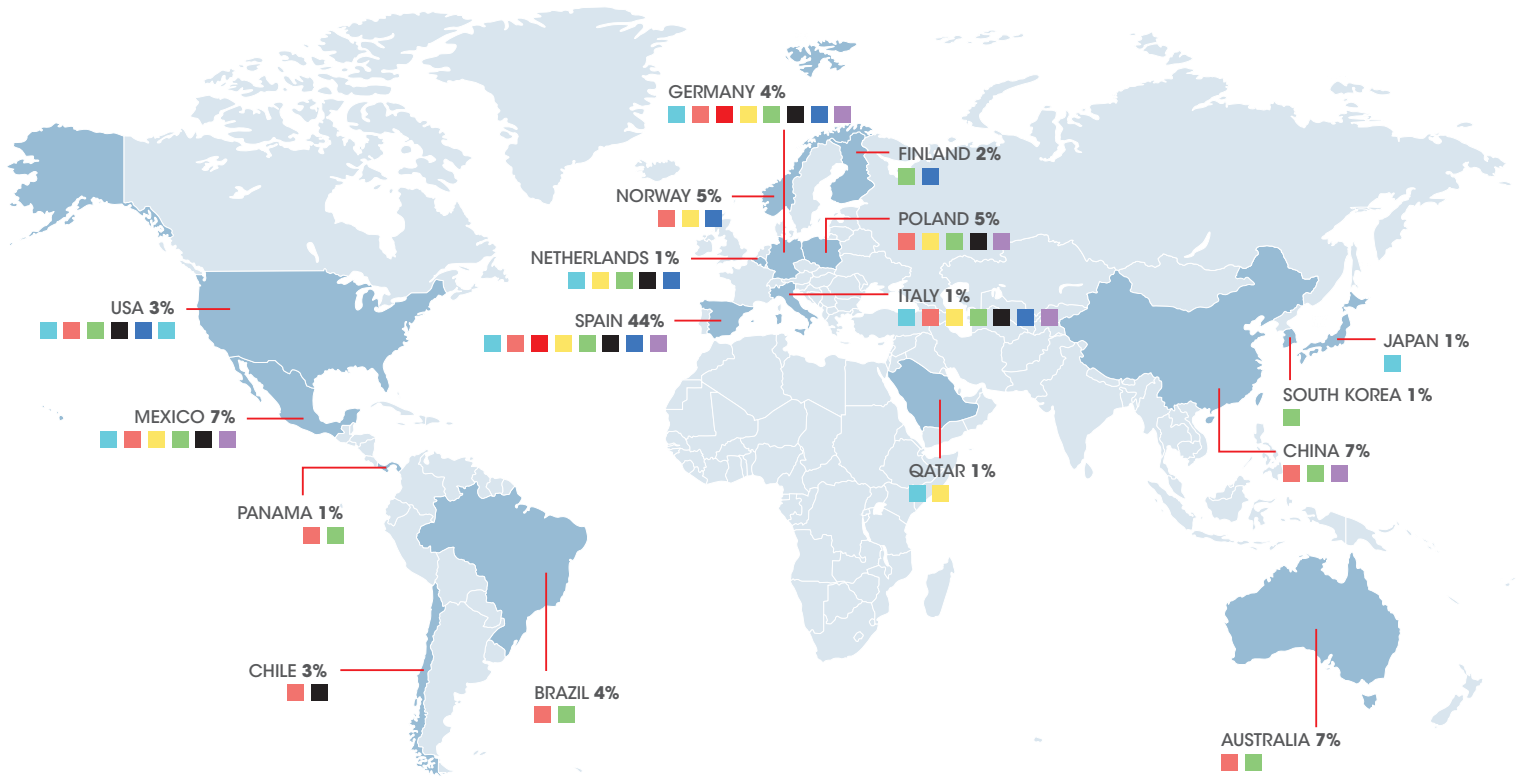 GERMANY 4%
FINLAND 2%
NORWAY 5%
POLAND 5%
NETHERLANDS 1%
ITALY 1%
USA 3%
SPAIN 44%
JAPAN 1%
SOUTH KOREA 1%
MEXICO 7%
CHINA 7%
QATAR 1%
PANAMA 1%
CHILE 3%
BRAZIL 4%
AUSTRALIA 7%